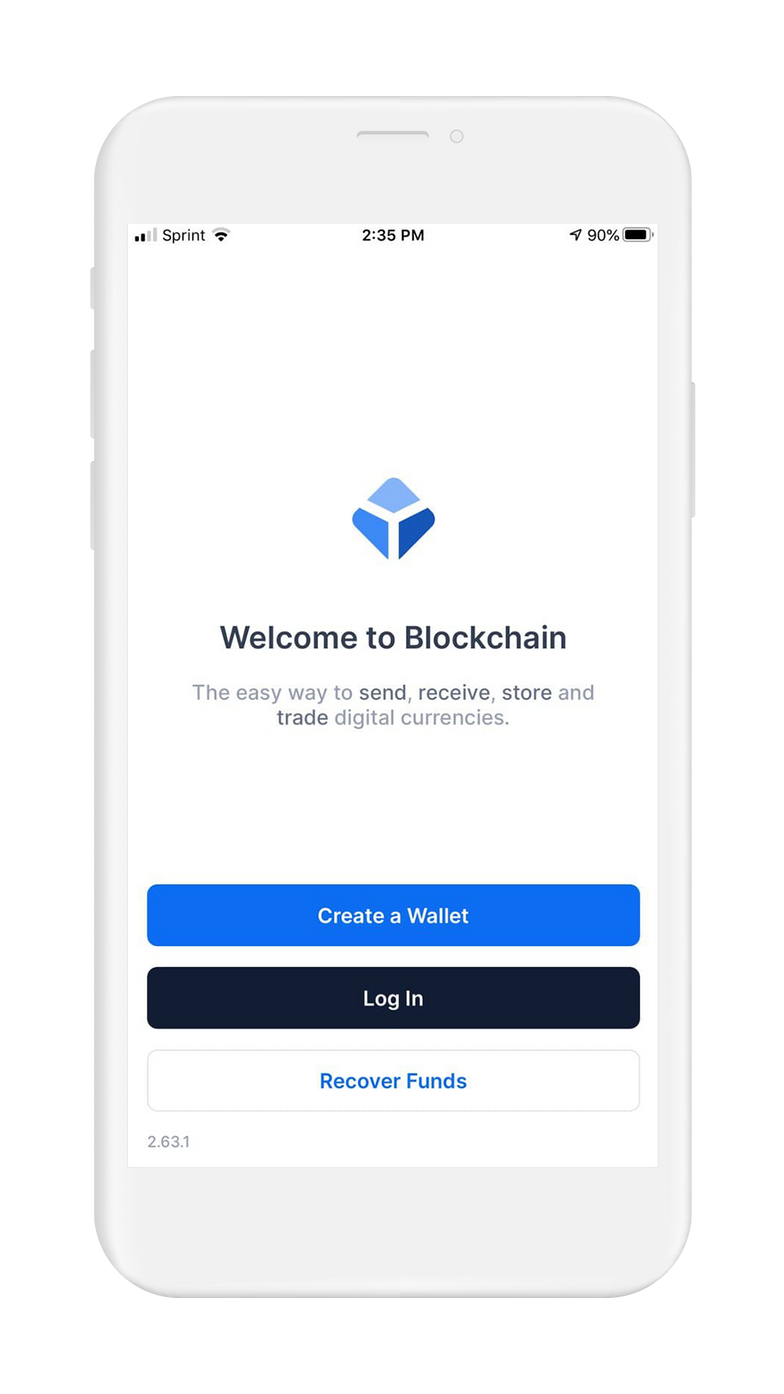 Sprint 2:35 PM 90%
Welcome to Blockchain
The easy way to send, receive, store and
trade digital currencies.
Create a Wallet
Log In
Recover Funds
2.63.1